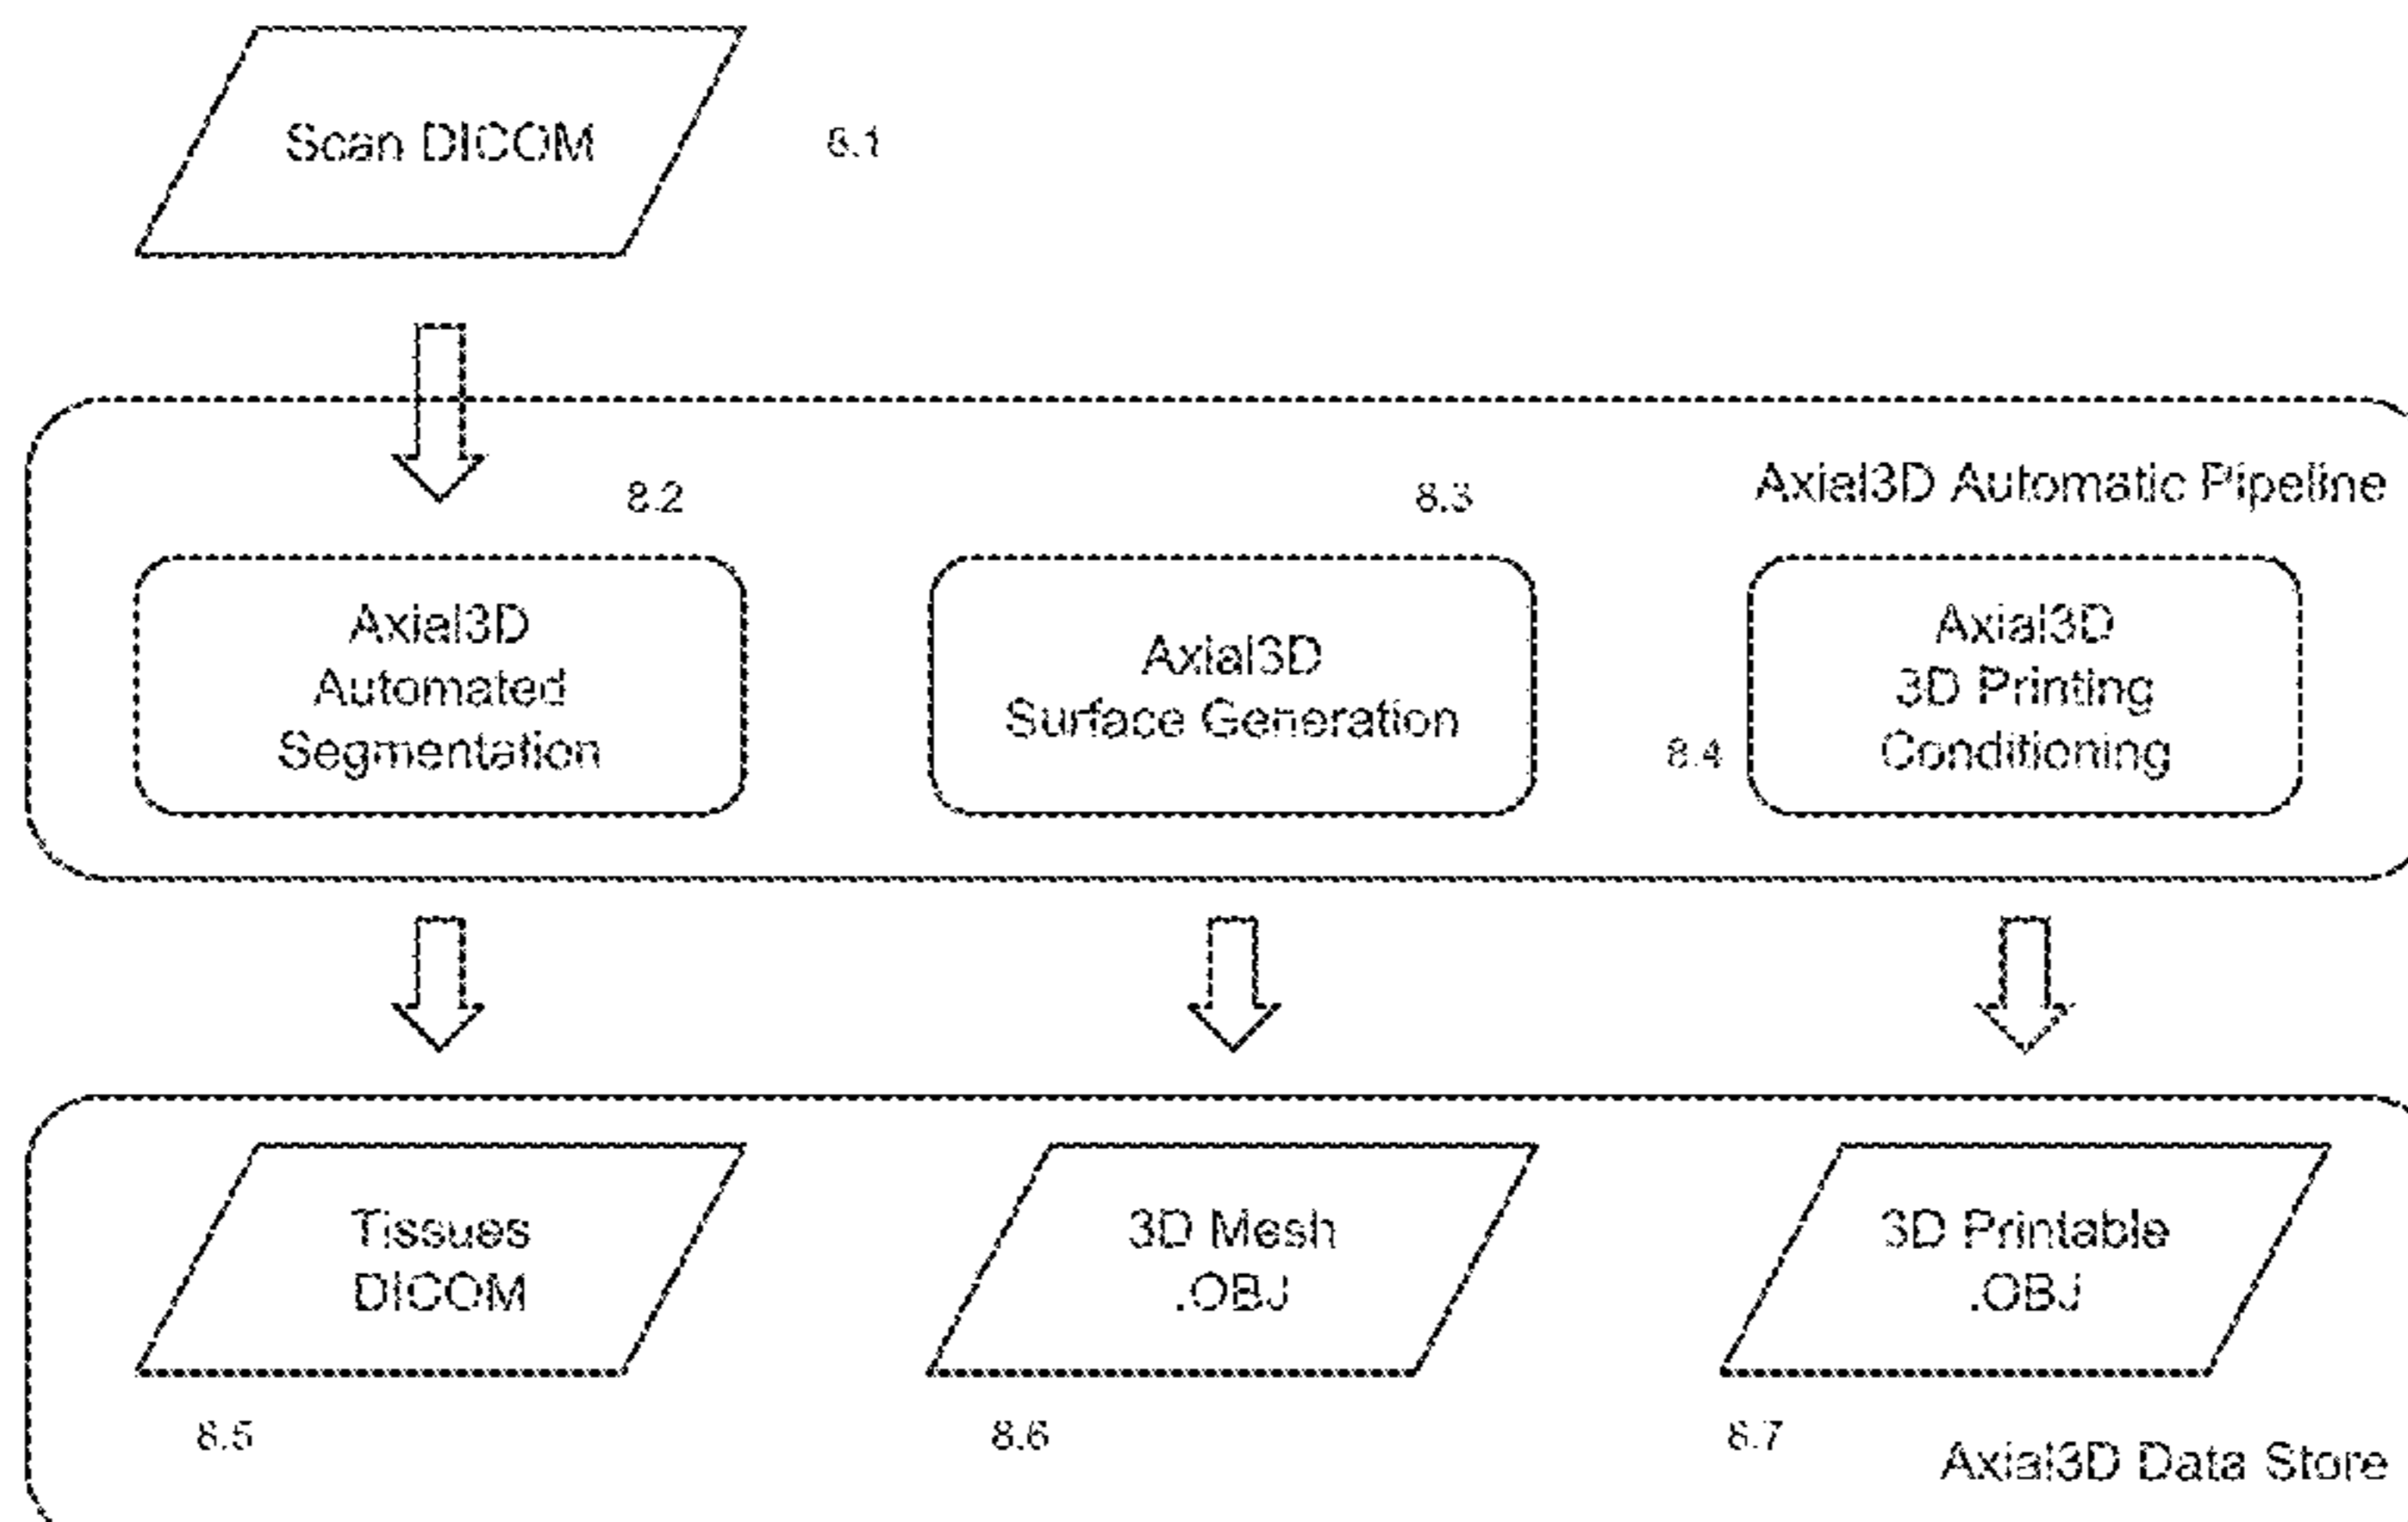 Scan DICOM
8.1
8.2
8.3
Axial3D Automatic Pipeline
Axial3D
Automated
Segmentation
Axial3D
Surface Generation
8.4
Axial3D
3D Printing
Conditioning
Tissues
DICOM
3D Mesh
.OBJ
3D Printable
.OBJ
8.5
8.6
8.7
Axial3D Data Store